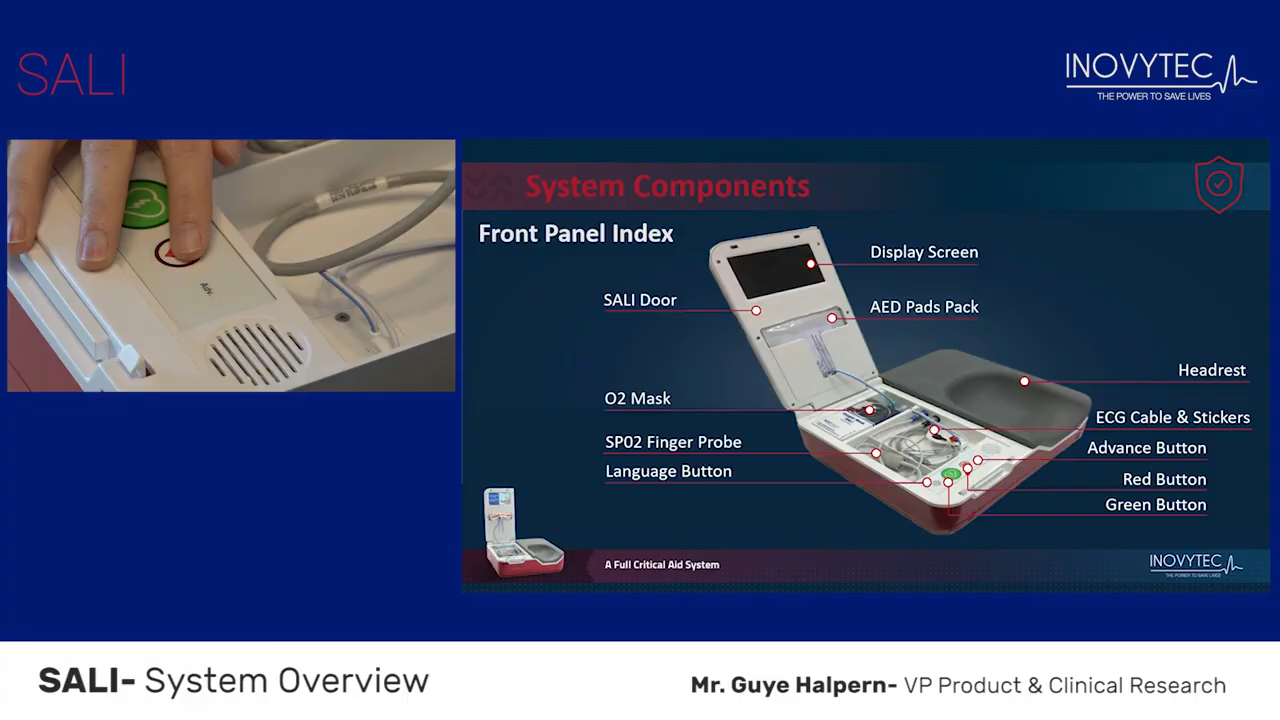 SALI
INOVYTEC
THE POWER TO SAVE LIVES
Adv.
System Components
Front Panel Index
Display Screen
SALI Door
AED Pads Pack
Headrest
O2 Mask
ECG Cable & Stickers
SP02 Finger Probe
Advance Button
Language Button
Red Button
Green Button
A Full Critical Aid System
INOVYTEC
THE POWER TO SAVE LIVES
SALI- System Overview
Mr. Guye Halpern- VP Product & Clinical Research